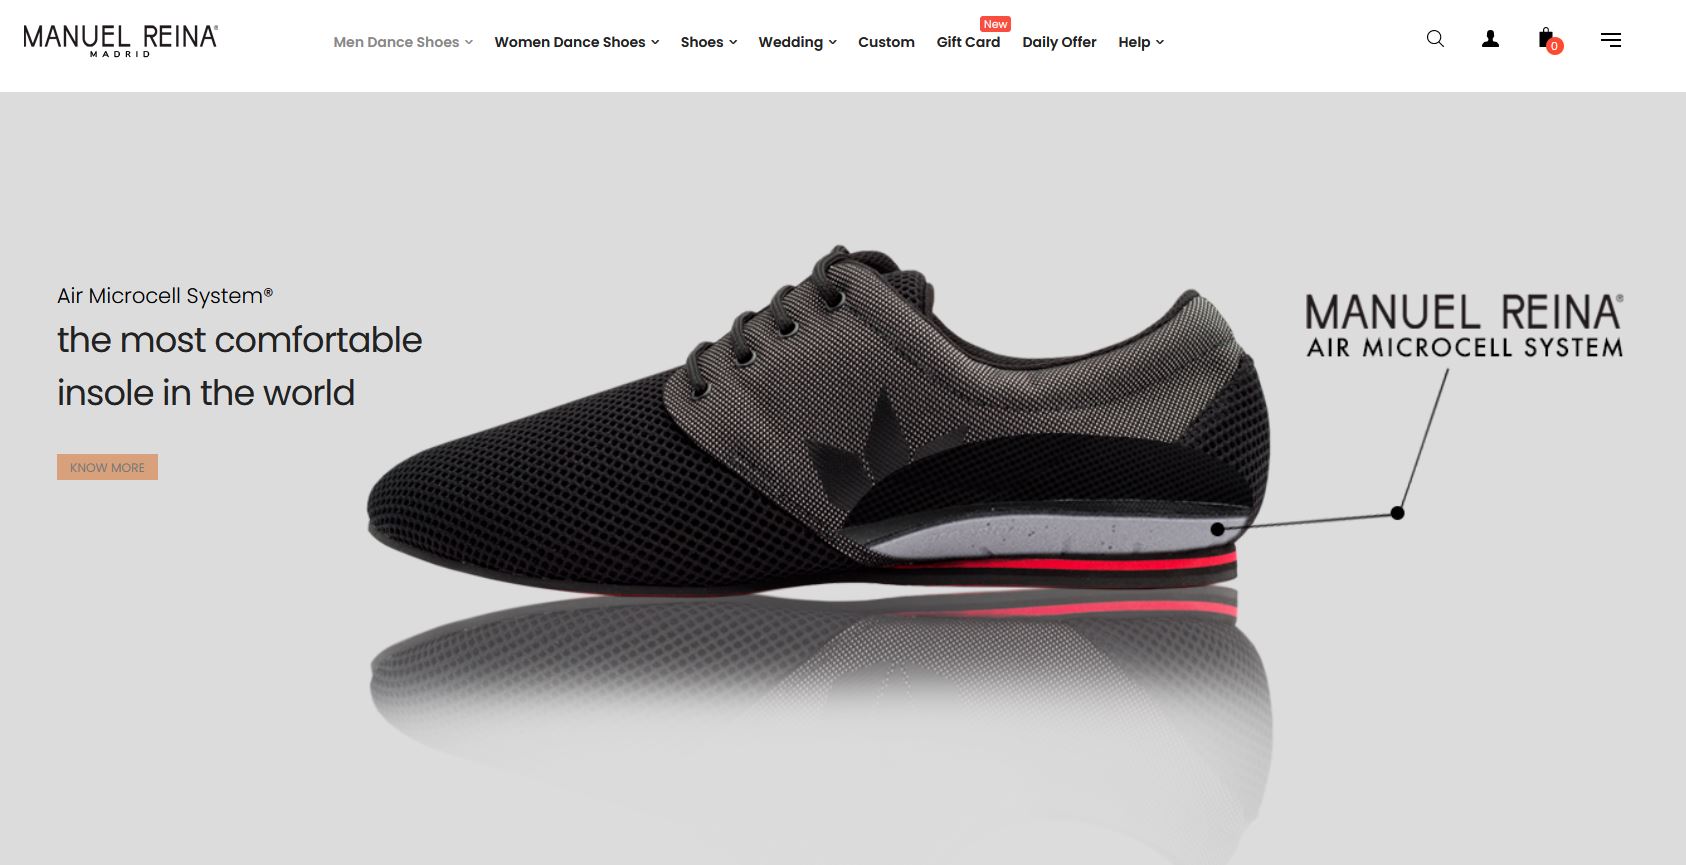 MANUEL REINA®
MADRID
New
Men Dance Shoes Women Dance Shoes Shoes Wedding Custom Gift Card Daily Offer Help
0
Air Microcell System®
the most comfortable
insole in the world
KNOW MORE
MANUEL REINA®
AIR MICROCELL SYSTEM